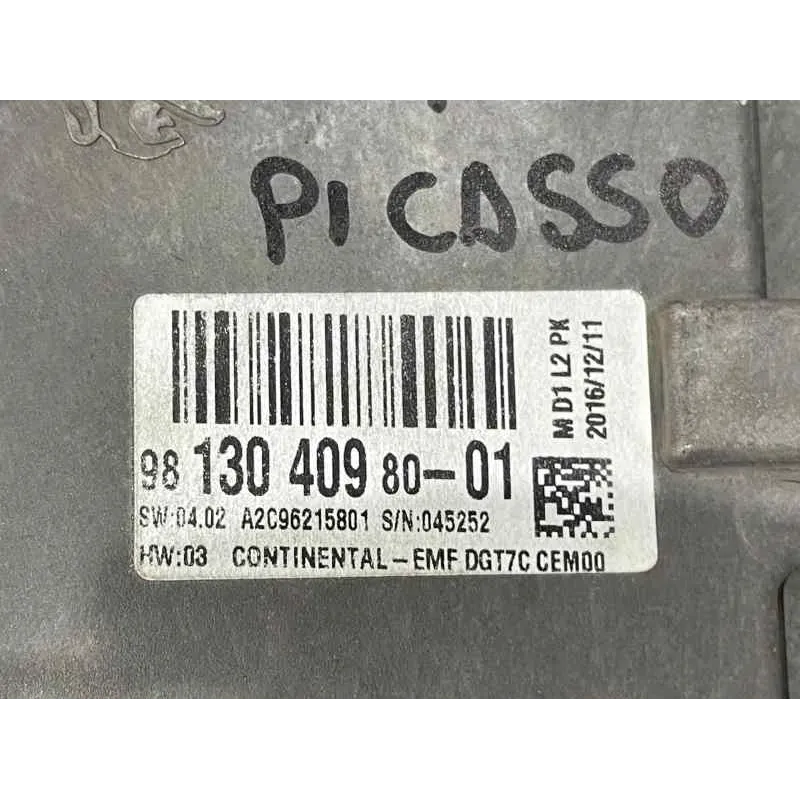 PICASSO
M D1 L2 PK
2016/12/11
98 130 409 80-01
SW:04.02 A2C96215801 S/N:045252
HW:03 CONTINENTAL-EMF DGT7C CEM00